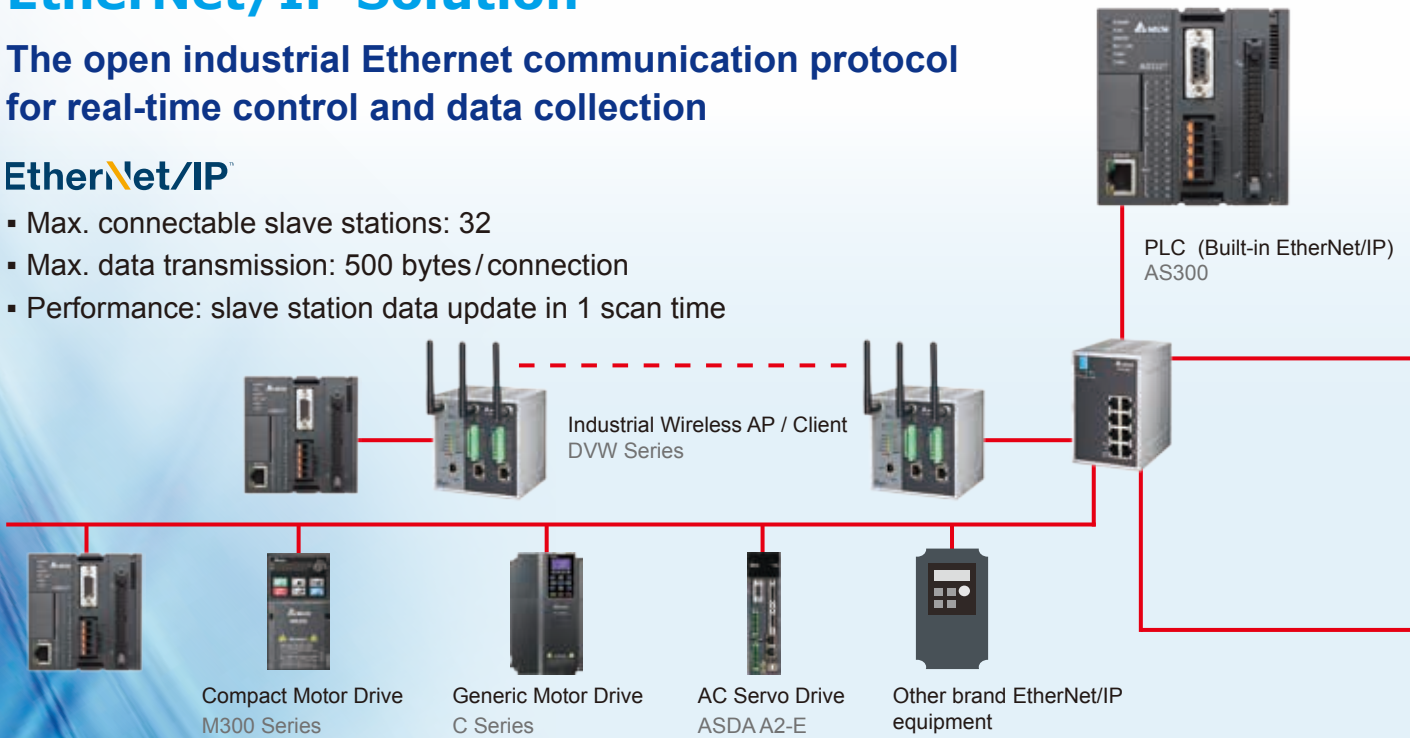 EtherNet/IP Solution
The open industrial Ethernet communication protocol
for real-time control and data collection
EtherNet/IP™
▪ Max. connectable slave stations: 32
▪ Max. data transmission: 500 bytes/connection
▪ Performance: slave station data update in 1 scan time
PLC (Built-in EtherNet/IP)
AS300
Industrial Wireless AP / Client
DVW Series
Compact Motor Drive
M300 Series
Generic Motor Drive
C Series
AC Servo Drive
ASDA A2-E
Other brand EtherNet/IP
equipment